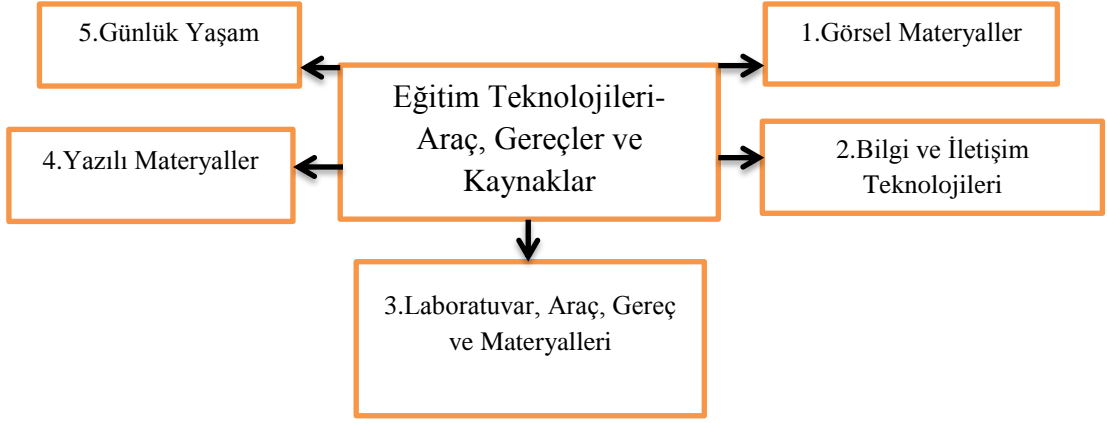 5.Günlük Yaşam
1.Görsel Materyaller
Eğitim Teknolojileri-
Araç, Gereçler ve
Kaynaklar
4.Yazılı Materyaller
2.Bilgi ve İletişim
Teknolojileri
3.Laboratuvar, Araç, Gereç
ve Materyalleri